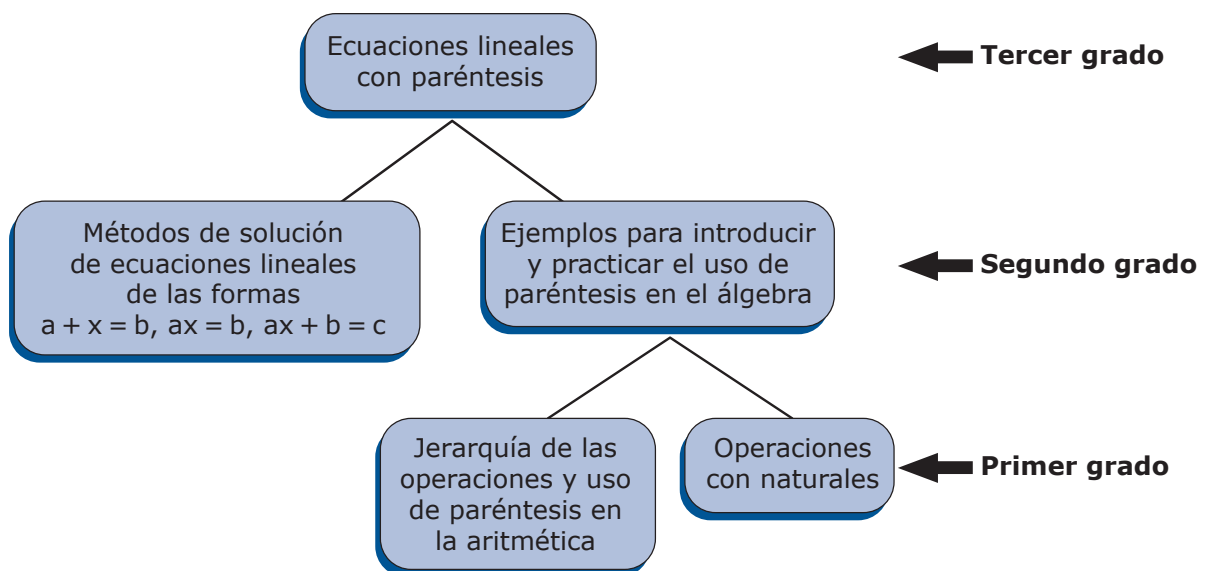 Ecuaciones lineales
con paréntesis
Tercer grado
Métodos de solución
de ecuaciones lineales
de las formas
a + x = b, ax = b, ax + b = c
Ejemplos para introducir
y practicar el uso de
paréntesis en el álgebra
Segundo grado
Jerarquía de las
operaciones y uso
de paréntesis en
la aritmética
Operaciones
con naturales
Primer grado